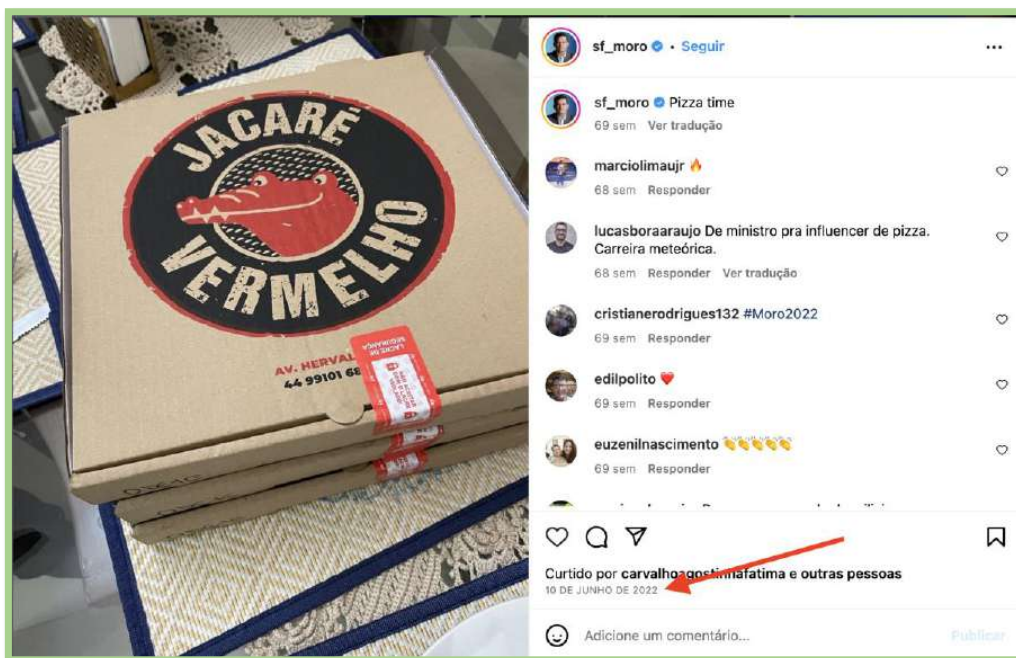 JACARÉ
VERMELHO
AV. HERVAL
44 99101 68
LACRE DE
SEGURANÇA
sf_moro • Seguir
sf_moro Pizza time
69 sem Ver tradução
marciolimaujr 🔥
68 sem Responder
lucasboraaraujo De ministro pra influencer de pizza.
Carreira meteórica.
68 sem Responder Ver tradução
cristianerodrigues132 #Moro2022
69 sem Responder
edilpolito ❤️
69 sem Responder
euzenilnascimento 👏👏👏👏👏
69 sem Responder
Curtido por carvalhoagostinhafatima e outras pessoas
10 DE JUNHO DE 2022
Adicione um comentário...
Publicar